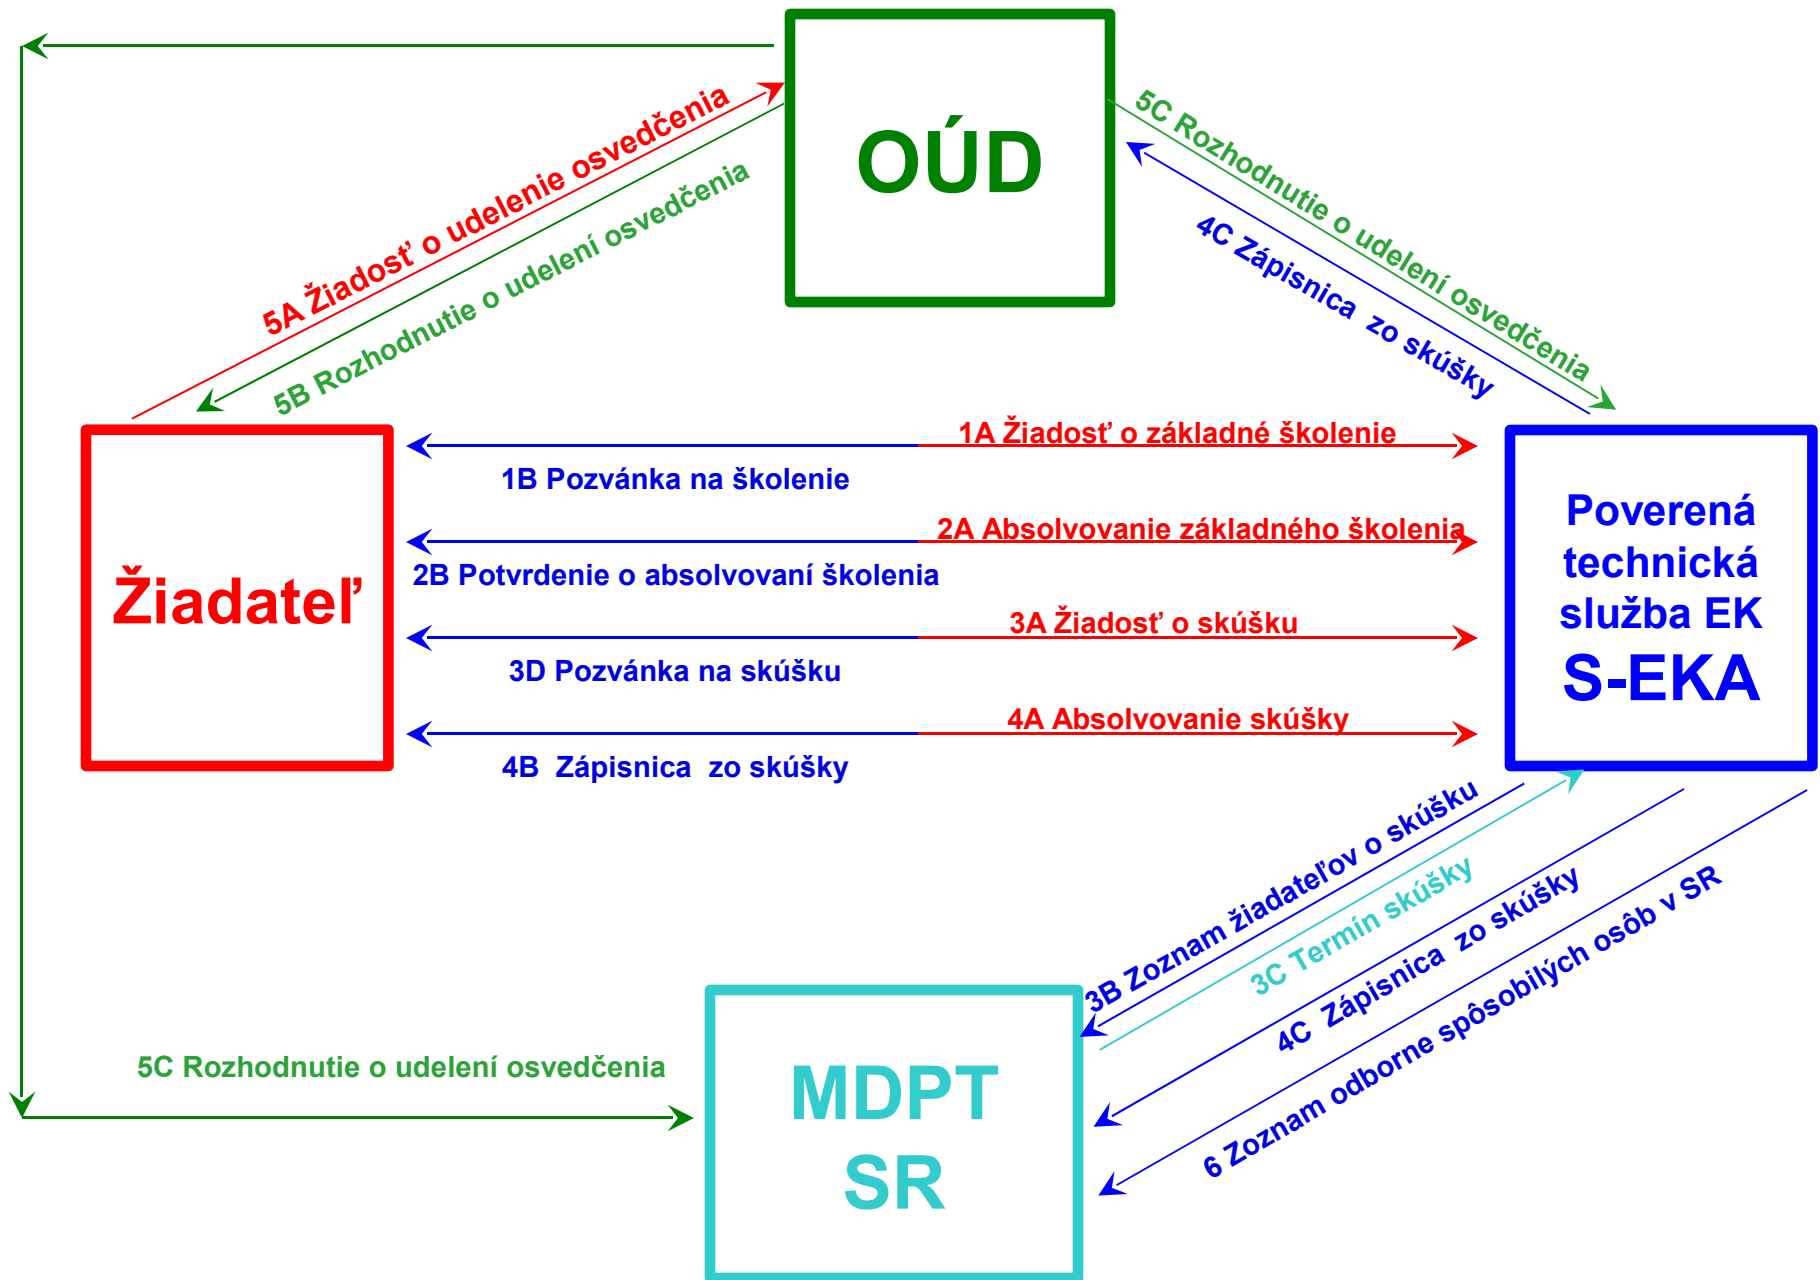 OÚD
5A Žiadosť o udelenie osvedčenia
5B Rozhodnutie o udelení osvedčenia
5C Rozhodnutie o udelení osvedčenia
4C Zápisnica zo skúšky
Žiadateľ
1A Žiadosť o základné školenie
1B Pozvánka na školenie
2A Absolvovanie základného školenia
2B Potvrdenie o absolvovaní školenia
3A Žiadosť o skúšku
3D Pozvánka na skúšku
4A Absolvovanie skúšky
4B Zápisnica zo skúšky
Poverená
technická
služba EK
S-EKA
3B Zoznam žiadateľov o skúšku
3C Termín skúšky
4C Zápisnica zo skúšky
6 Zoznam odborne spôsobilých osôb v SR
5C Rozhodnutie o udelení osvedčenia
MDPT
SR